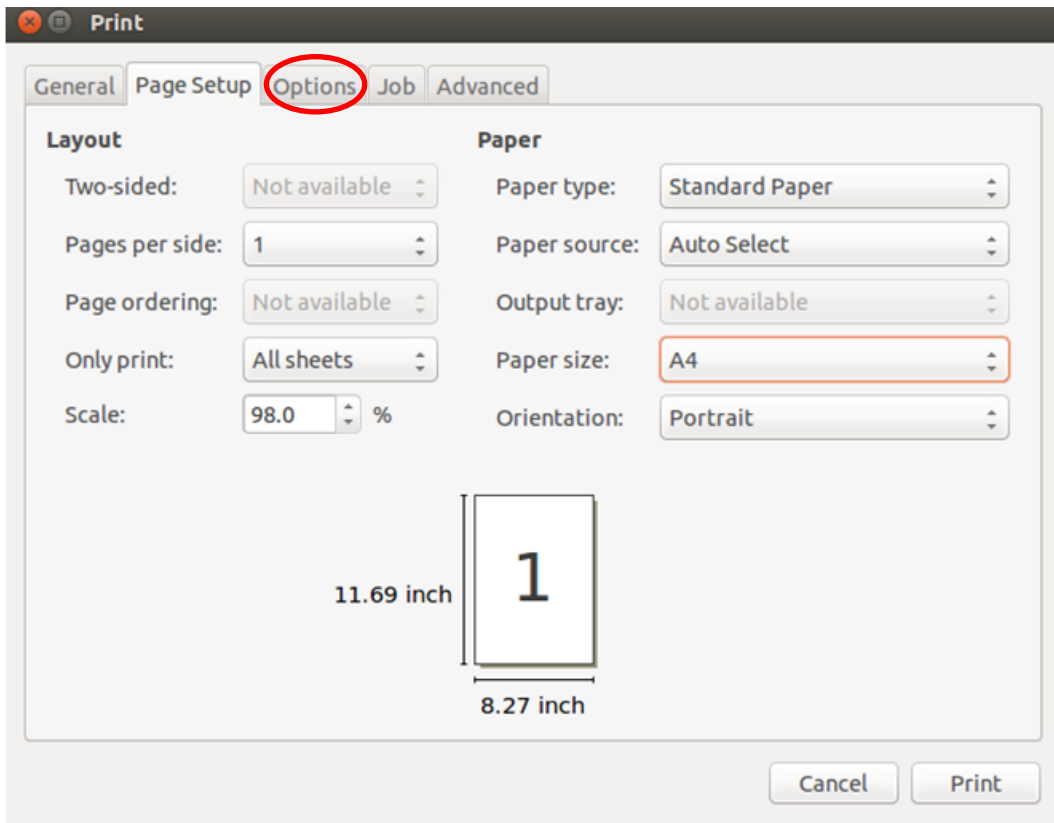 Print
General Page Setup Options Job Advanced
Layout
Two-sided: Not available
Pages per side: 1
Page ordering: Not available
Only print: All sheets
Scale: 98.0 %
Paper
Paper type: Standard Paper
Paper source: Auto Select
Output tray: Not available
Paper size: A4
Orientation: Portrait
1
11.69 inch
8.27 inch
Cancel Print